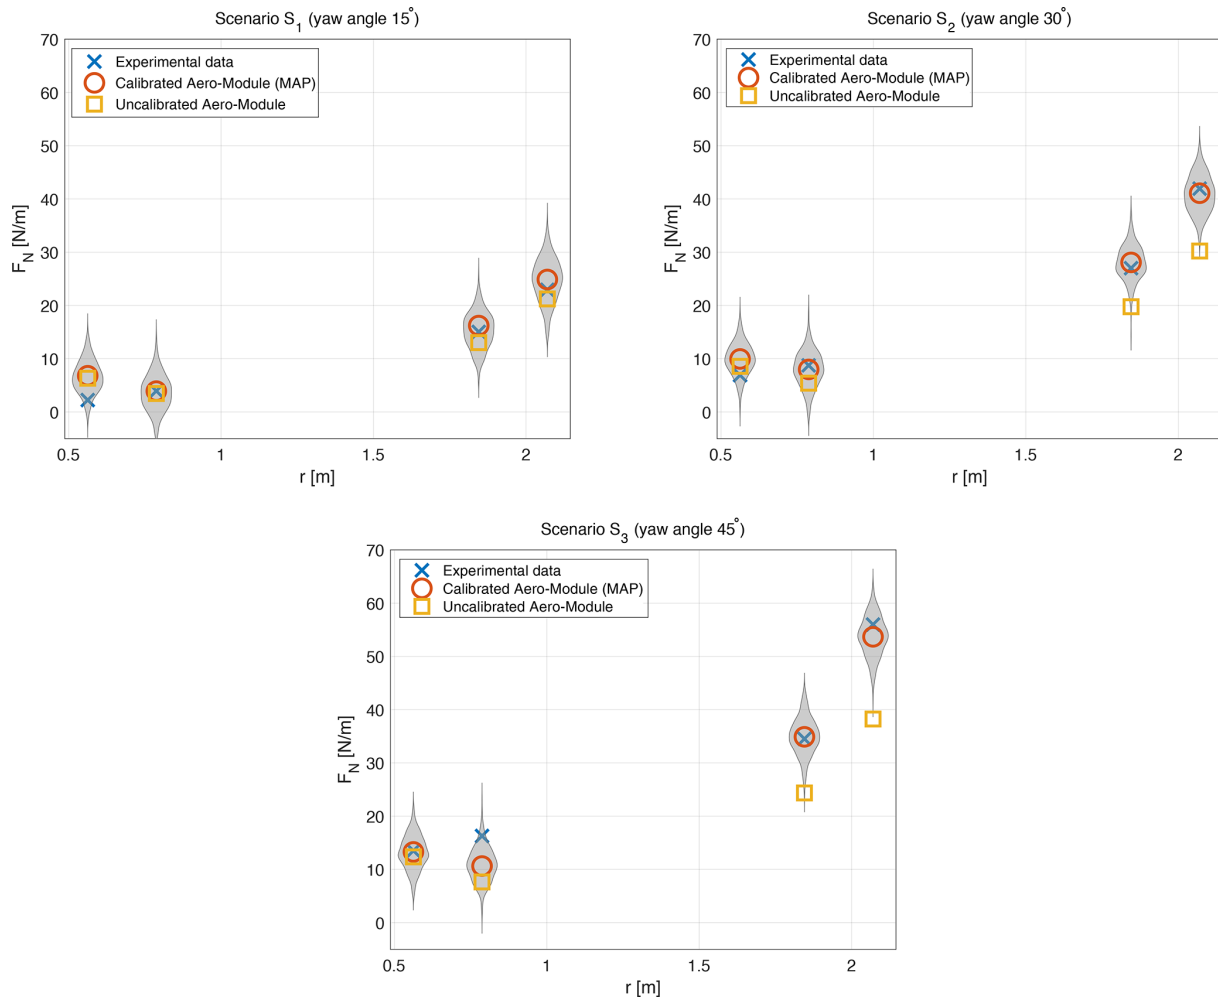 Scenario S1 (yaw angle 15°)
70
60
50
40
30
20
10
0
F_N [N/m]
Experimental data
Calibrated Aero-Module (MAP)
Uncalibrated Aero-Module
0.5
1
1.5
2
r [m]
Scenario S2 (yaw angle 30°)
70
60
50
40
30
20
10
0
F_N [N/m]
Experimental data
Calibrated Aero-Module (MAP)
Uncalibrated Aero-Module
0.5
1
1.5
2
r [m]
Scenario S3 (yaw angle 45°)
70
60
50
40
30
20
10
0
F_N [N/m]
Experimental data
Calibrated Aero-Module (MAP)
Uncalibrated Aero-Module
0.5
1
1.5
2
r [m]